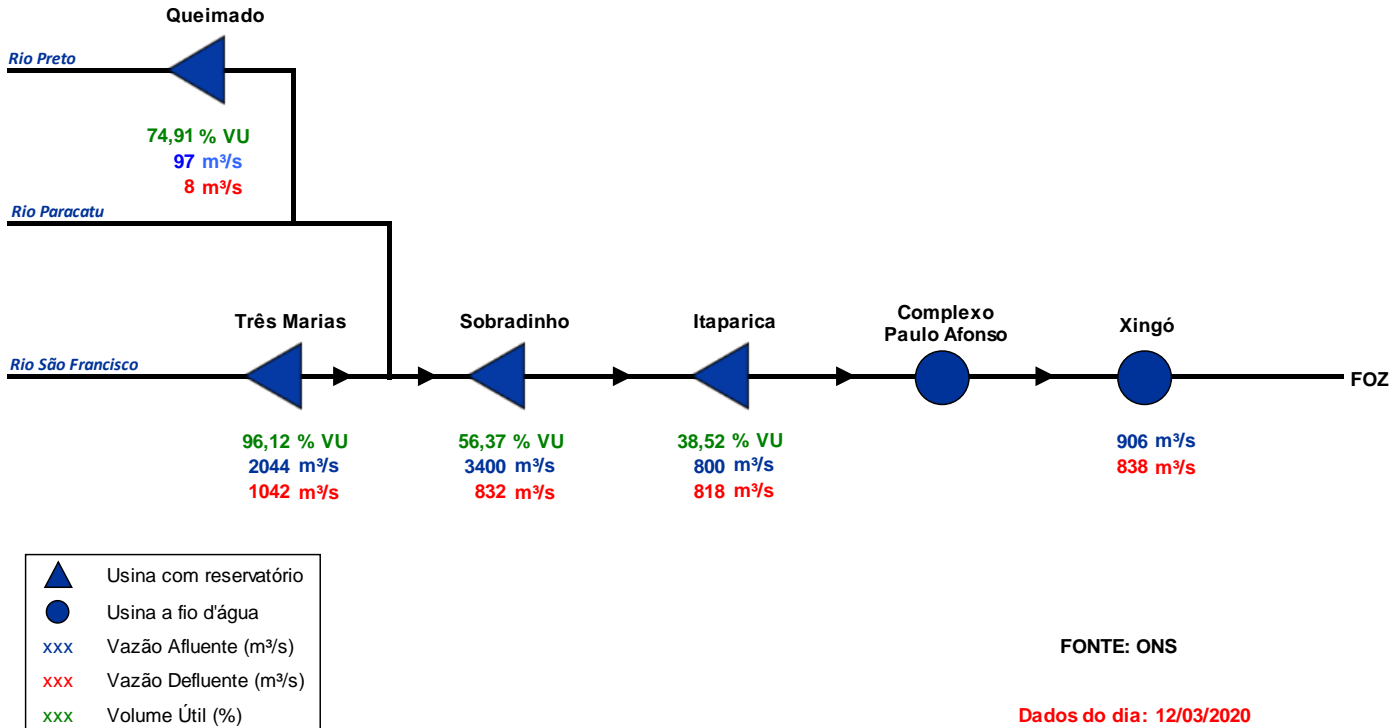 Queimado
Rio Preto
74,91 % VU
97 m³/s
8 m³/s
Rio Paracatu
Três Marias
Sobradinho
Itaparica
Complexo
Paulo Afonso
Xingó
Rio São Francisco
FOZ
96,12 % VU
2044 m³/s
1042 m³/s
56,37 % VU
3400 m³/s
832 m³/s
38,52 % VU
800 m³/s
818 m³/s
906 m³/s
838 m³/s
Usina com reservatório
Usina a fio d'água
xxx Vazão Afluente (m³/s)
xxx Vazão Defluente (m³/s)
xxx Volume Útil (%)
FONTE: ONS
Dados do dia: 12/03/2020